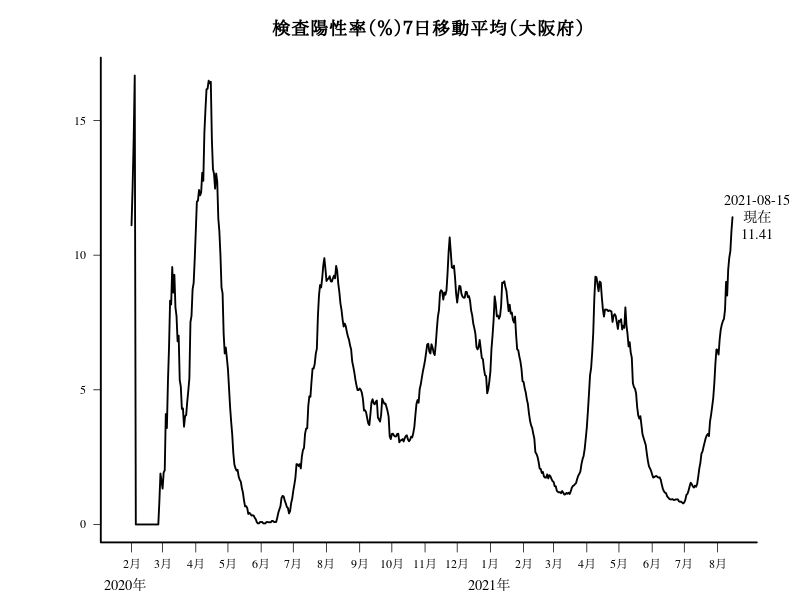 検査陽性率(%)7日移動平均(大阪府)
15
10
5
0
2021-08-15
現在
11.41
2月 3月 4月 5月 6月 7月 8月 9月 10月 11月 12月 1月 2月 3月 4月 5月 6月 7月 8月
2020年 2021年